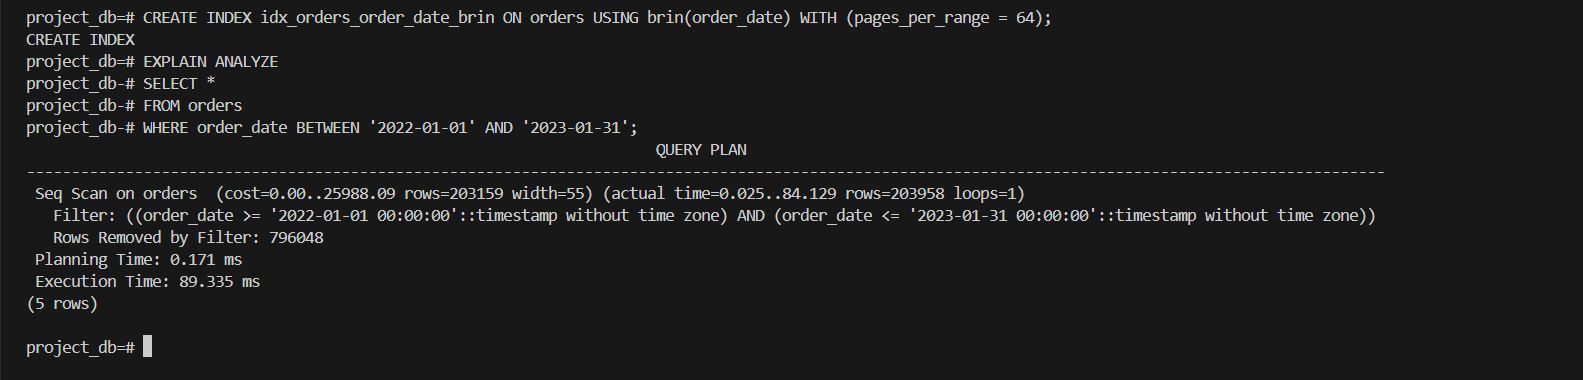 project_db=# CREATE INDEX idx_orders_order_date_brin ON orders USING brin(order_date) WITH (pages_per_range = 64);
CREATE INDEX
project_db=# EXPLAIN ANALYZE
project_db-# SELECT *
project_db-# FROM orders
project_db-# WHERE order_date BETWEEN '2022-01-01' AND '2023-01-31';
QUERY PLAN
-------------------------------------------------------------------------------------------------------------------------------------------------------
Seq Scan on orders  (cost=0.00..25988.09 rows=203159 width=55) (actual time=0.025..84.129 rows=203958 loops=1)
Filter: ((order_date >= '2022-01-01 00:00:00'::timestamp without time zone) AND (order_date <= '2023-01-31 00:00:00'::timestamp without time zone))
Rows Removed by Filter: 796048
Planning Time: 0.171 ms
Execution Time: 89.335 ms
(5 rows)
project_db=#